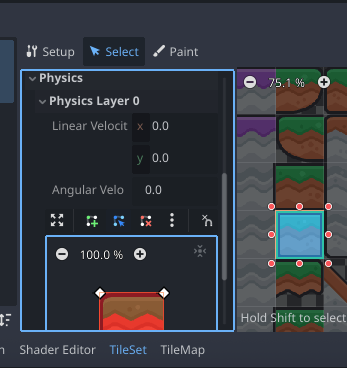 Setup Select Paint
Physics
75.1 %
Physics Layer 0
Linear Velocit x 0.0
y 0.0
Angular Velo 0.0
100.0 %
Hold Shift to select
n Shader Editor TileSet TileMap